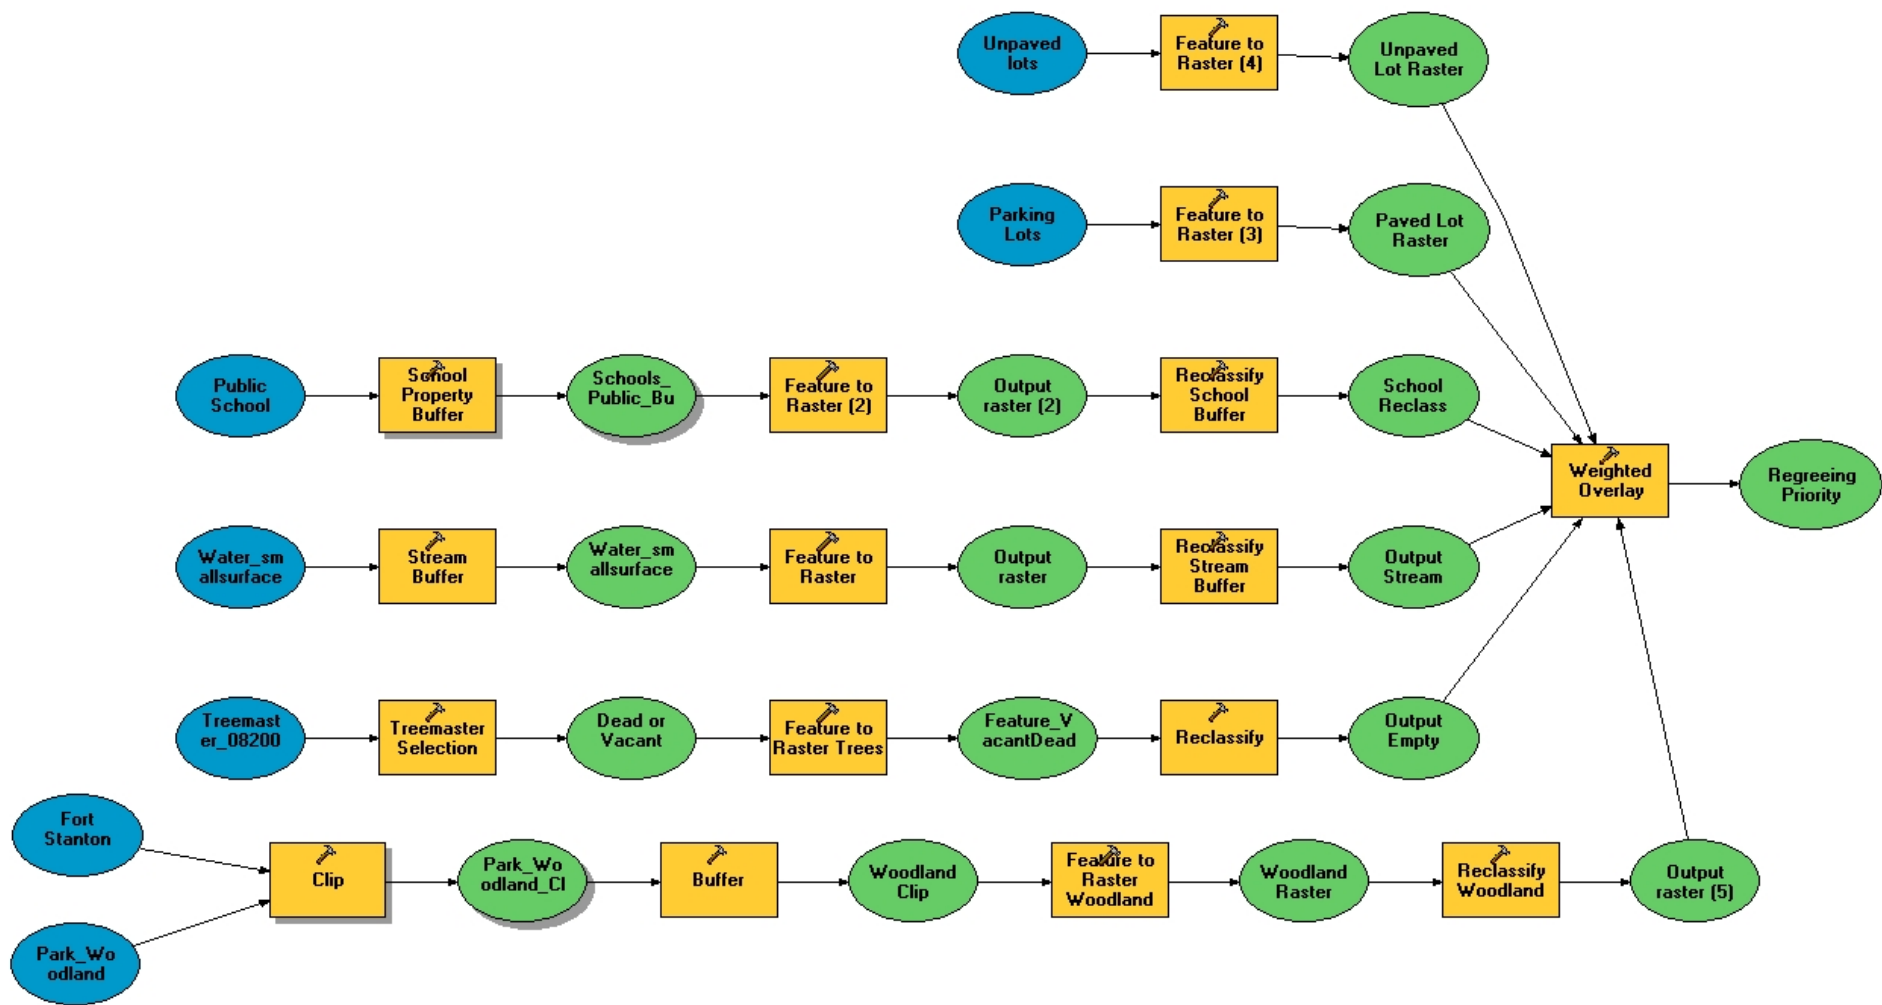 Unpaved
lots
Feature to
Raster (4)
Unpaved
Lot Raster
Parking
Lots
Feature to
Raster (3)
Paved Lot
Raster
Public
School
School
Property
Buffer
Schools_
Public_Bu
Feature to
Raster (2)
Output
raster (2)
Reclassify
School
Buffer
School
Reclass
Weighted
Overlay
Regreeing
Priority
Water_sm
allsurface
Stream
Buffer
Water_sm
allsurface
Feature to
Raster
Output
raster
Reclassify
Stream
Buffer
Output
Stream
Treemast
er_08200
Treemaster
Selection
Dead or
Vacant
Feature to
Raster Trees
Feature_V
acantDead
Reclassify
Output
Empty
Fort
Stanton
Clip
Park_Wo
odland_Cl
Buffer
Woodland
Clip
Feature to
Raster
Woodland
Woodland
Raster
Reclassify
Woodland
Output
raster (5)
Park_Wo
odland